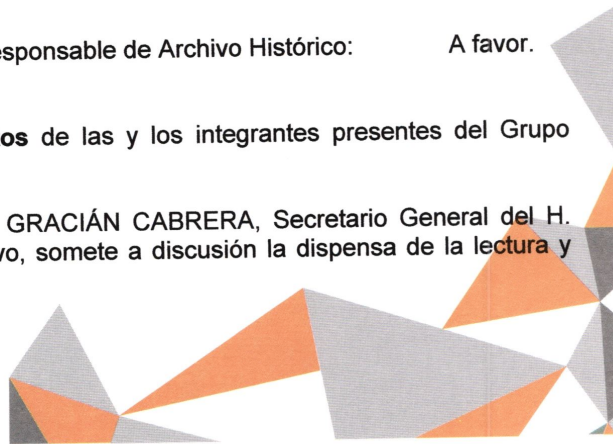 Responsable de Archivo Histórico: A favor.
os de las y los integrantes presentes del Grupo
GRACIÁN CABRERA, Secretario General del H.
vo, somete a discusión la dispensa de la lectura y